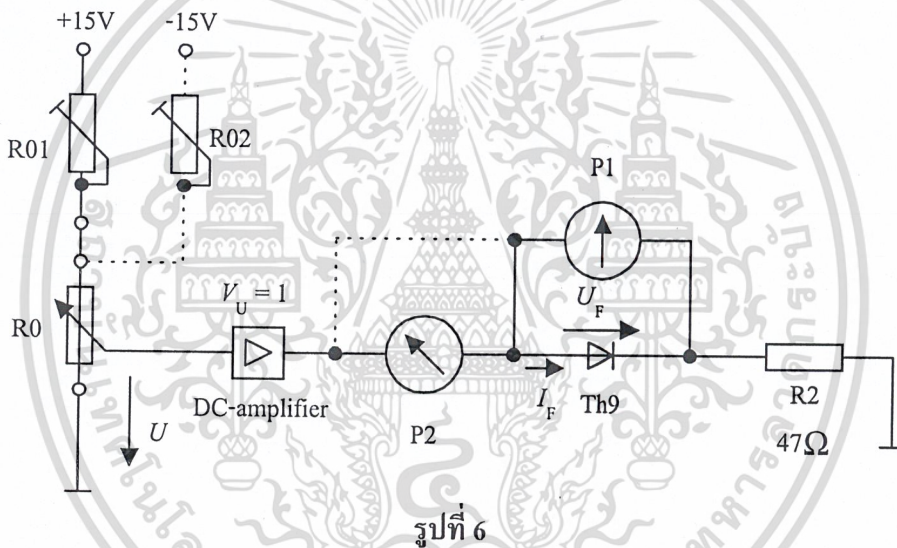 +15V -15V
R01
R02
P1
V_U = 1
U_F
R0
DC-amplifier
I_F Th9
R2
U
P2
47Ω
รูปที่ 6